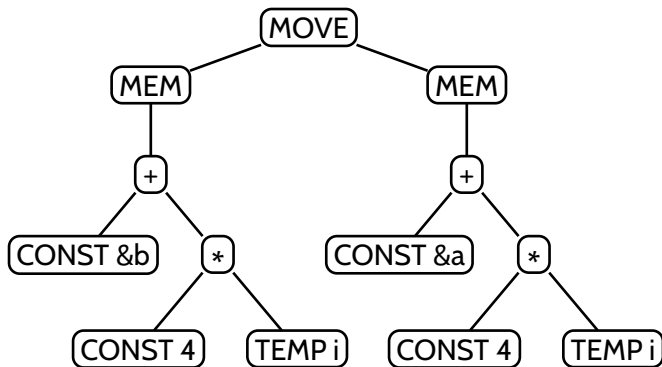 MOVE
MEM MEM
+ +
CONST &b * CONST &a *
CONST 4 TEMP i CONST 4 TEMP i